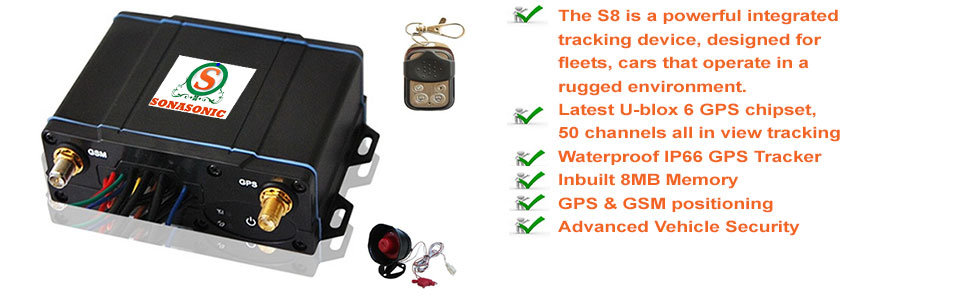 S
SONASONIC
GSM
GPS
The S8 is a powerful integrated
tracking device, designed for
fleets, cars that operate in a
rugged environment.
Latest U-blox 6 GPS chipset,
50 channels all in view tracking
Waterproof IP66 GPS Tracker
Inbuilt 8MB Memory
GPS & GSM positioning
Advanced Vehicle Security